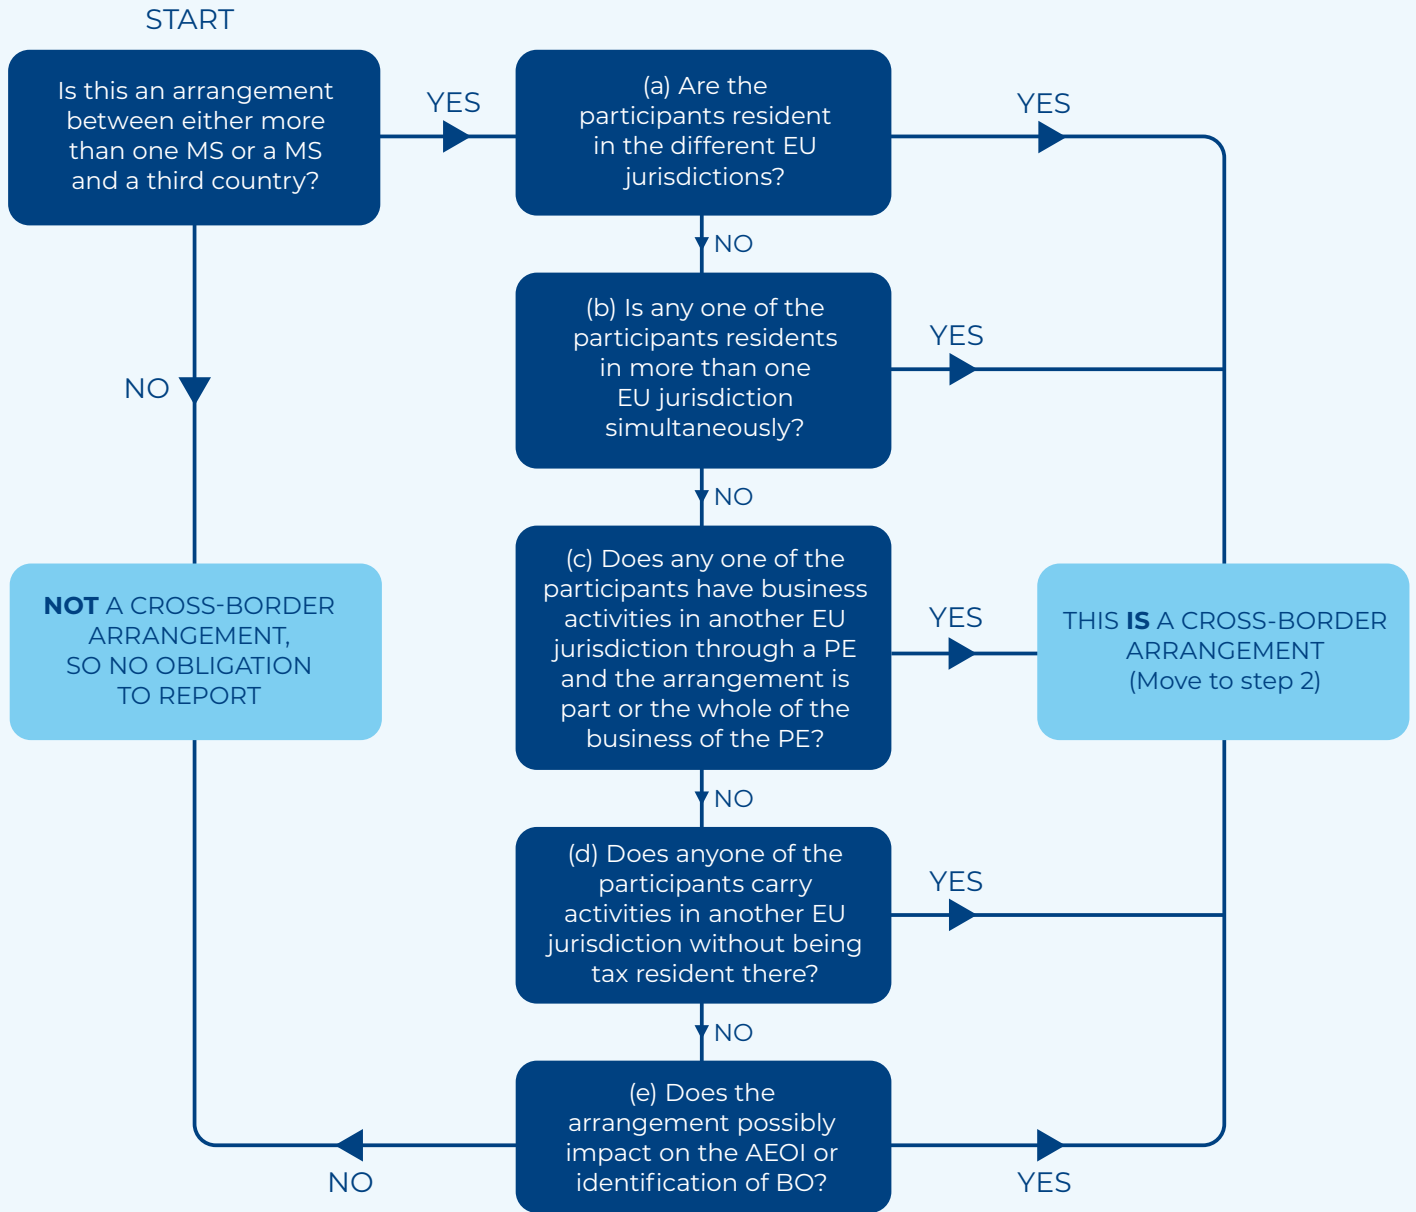 START
Is this an arrangement
between either more
than one MS or a MS
and a third country?
YES
(a) Are the
participants resident
in the different EU
jurisdictions?
YES
NO
(b) Is any one of the
participants residents
in more than one
EU jurisdiction
simultaneously?
YES
NO
NO
(c) Does any one of the
participants have business
activities in another EU
jurisdiction through a PE
and the arrangement is
part or the whole of the
business of the PE?
YES
NOT A CROSS-BORDER
ARRANGEMENT,
SO NO OBLIGATION
TO REPORT
THIS IS A CROSS-BORDER
ARRANGEMENT
(Move to step 2)
NO
(d) Does anyone of the
participants carry
activities in another EU
jurisdiction without being
tax resident there?
YES
NO
(e) Does the
arrangement possibly
impact on the AEOI or
identification of BO?
NO
YES